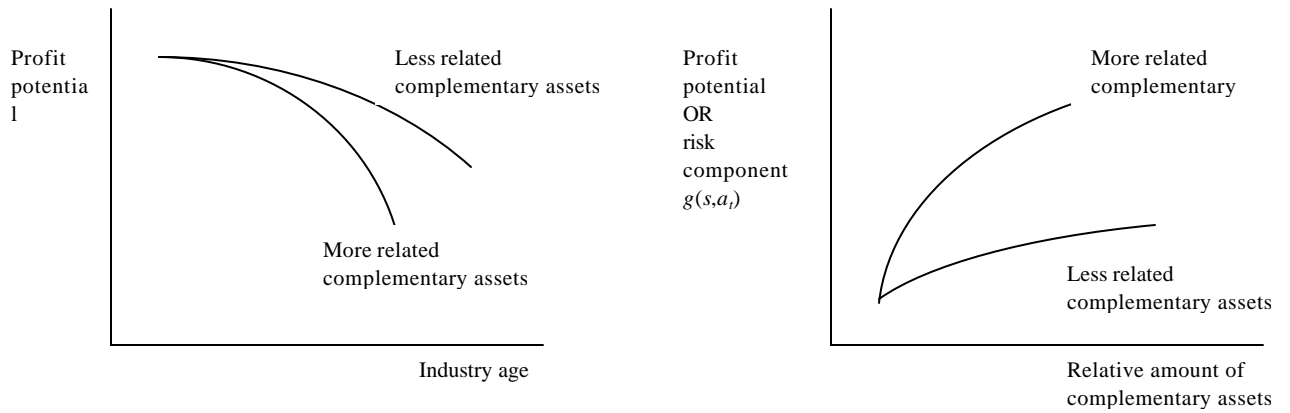 Profit
potentia
l
Less related
complementary assets
More related
complementary assets
Industry age
Profit
potential
OR
risk
component
g(s,aₜ)
More related
complementary
Less related
complementary assets
Relative amount of
complementary assets